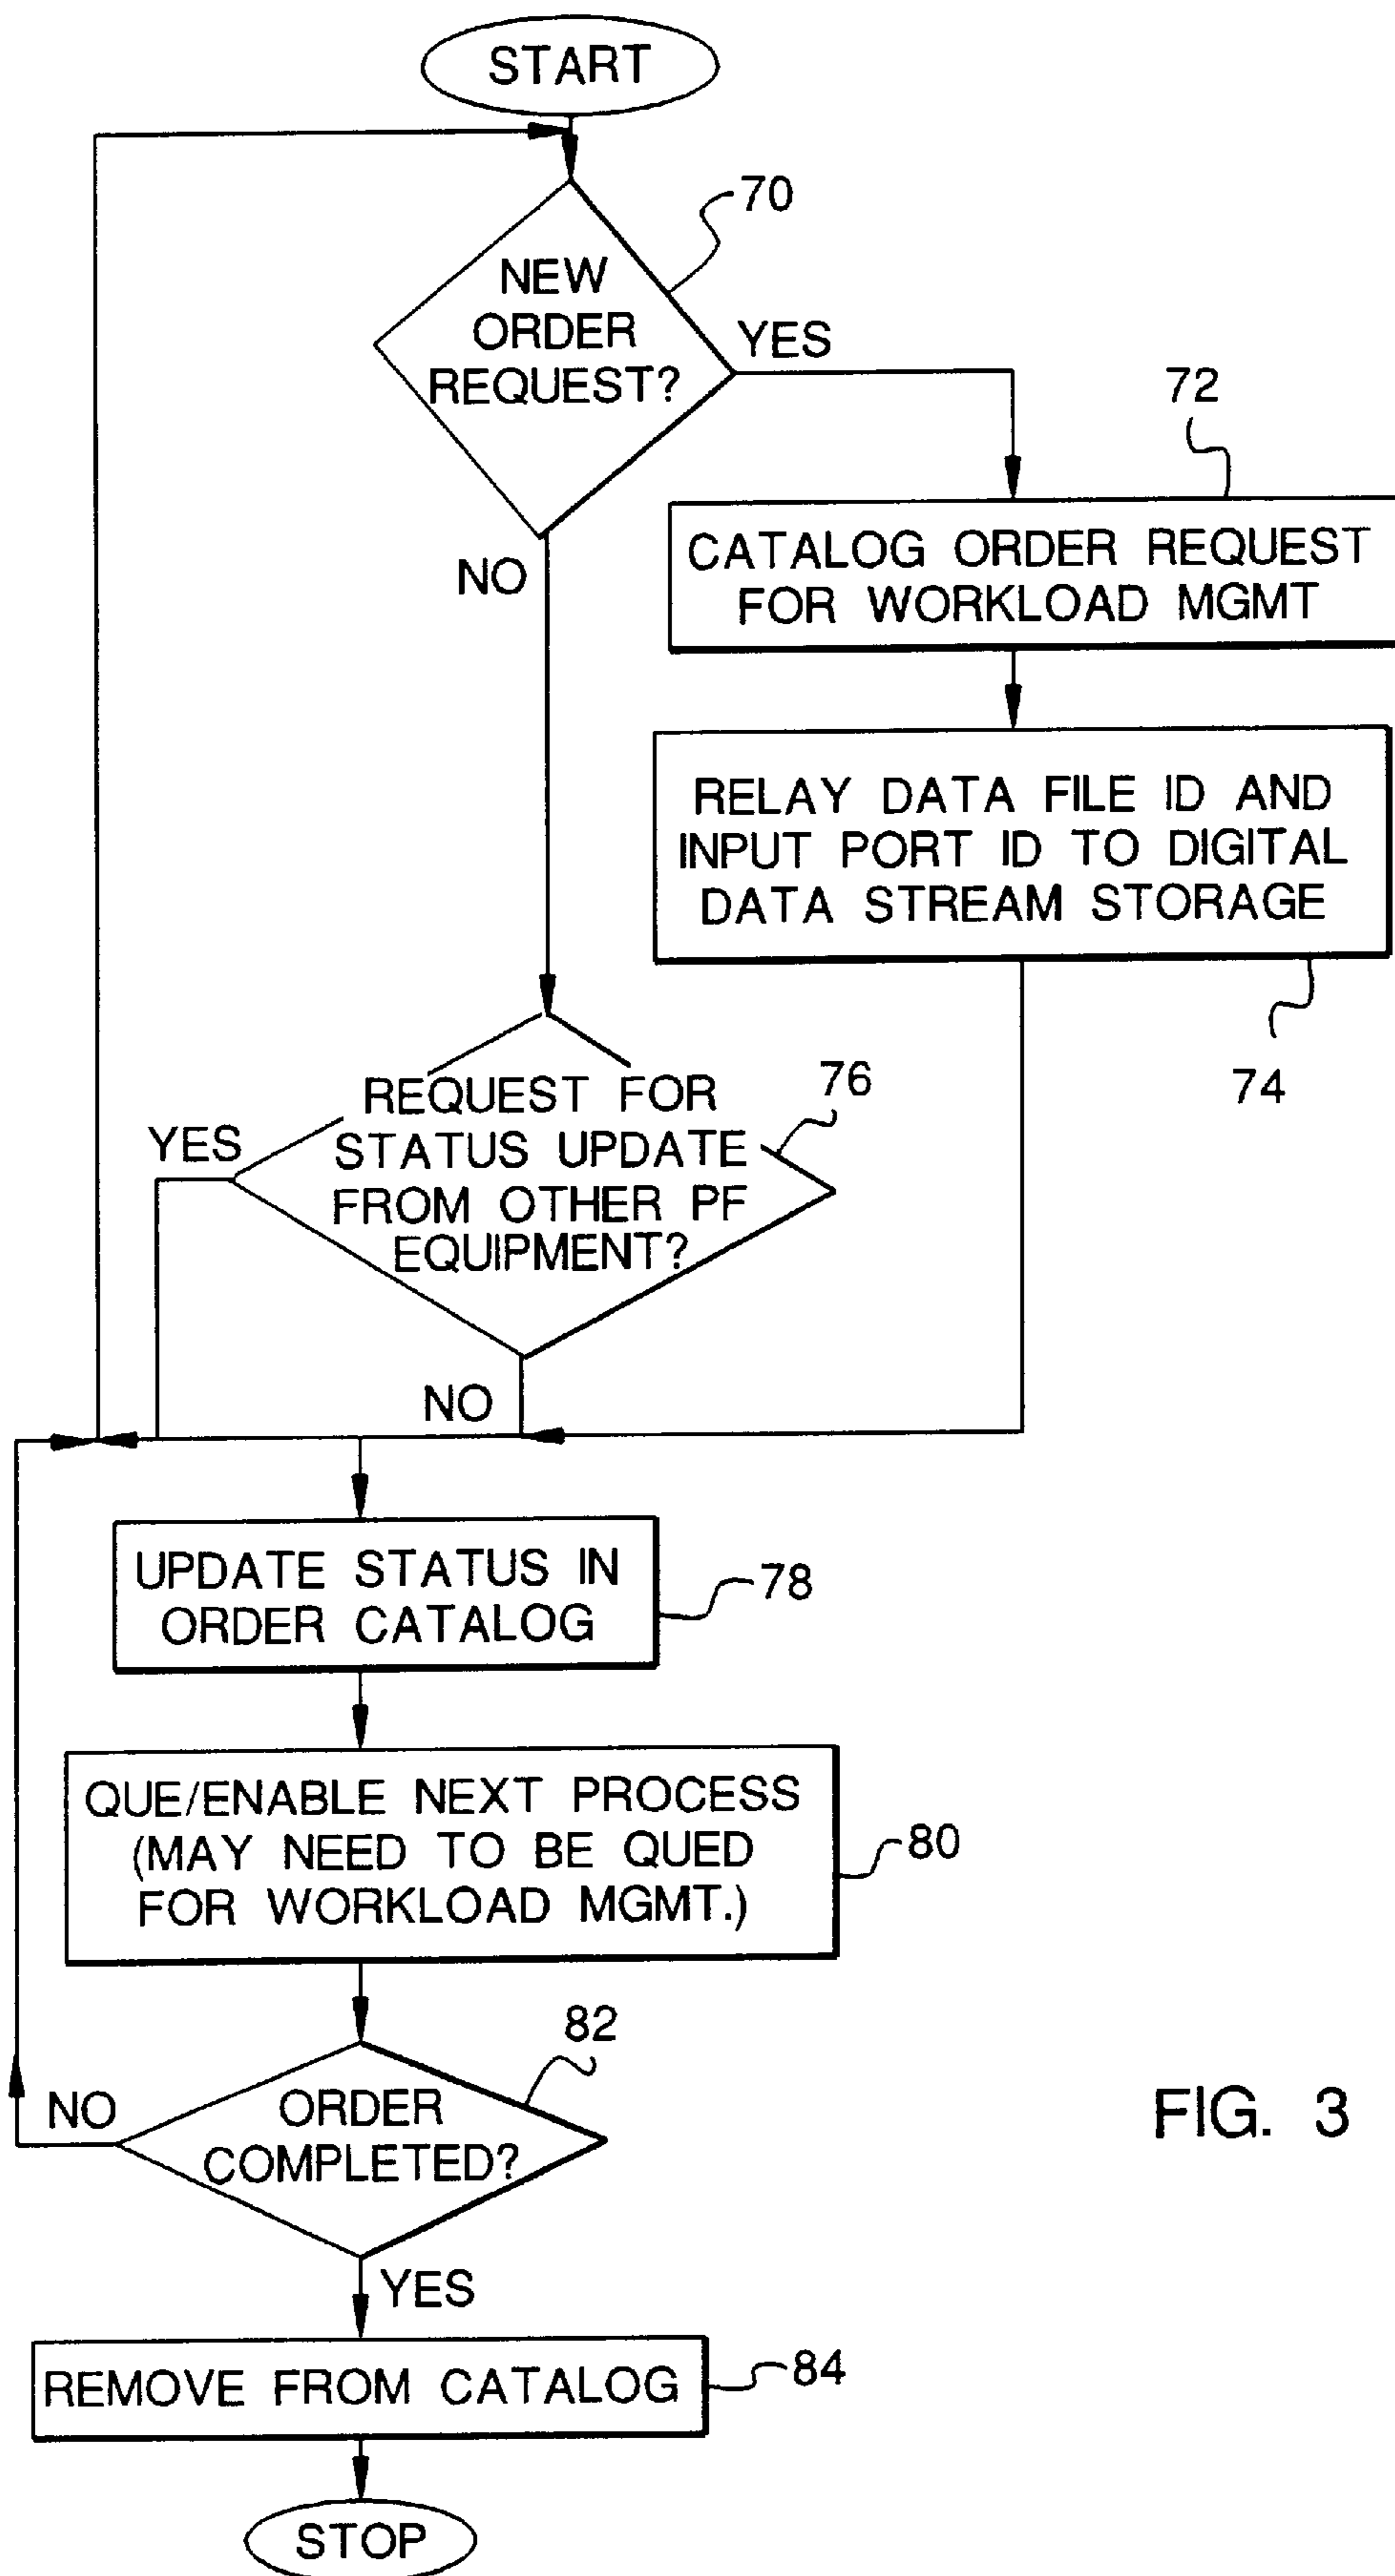 START
70
NEW
ORDER
REQUEST?
YES
NO
72
CATALOG ORDER REQUEST
FOR WORKLOAD MGMT
RELAY DATA FILE ID AND
INPUT PORT ID TO DIGITAL
DATA STREAM STORAGE
74
REQUEST FOR
STATUS UPDATE
FROM OTHER PF
EQUIPMENT?
76
YES
NO
UPDATE STATUS IN
ORDER CATALOG
78
QUE/ENABLE NEXT PROCESS
(MAY NEED TO BE QUED
FOR WORKLOAD MGMT.)
80
82
ORDER
COMPLETED?
NO
YES
REMOVE FROM CATALOG
84
STOP
FIG. 3